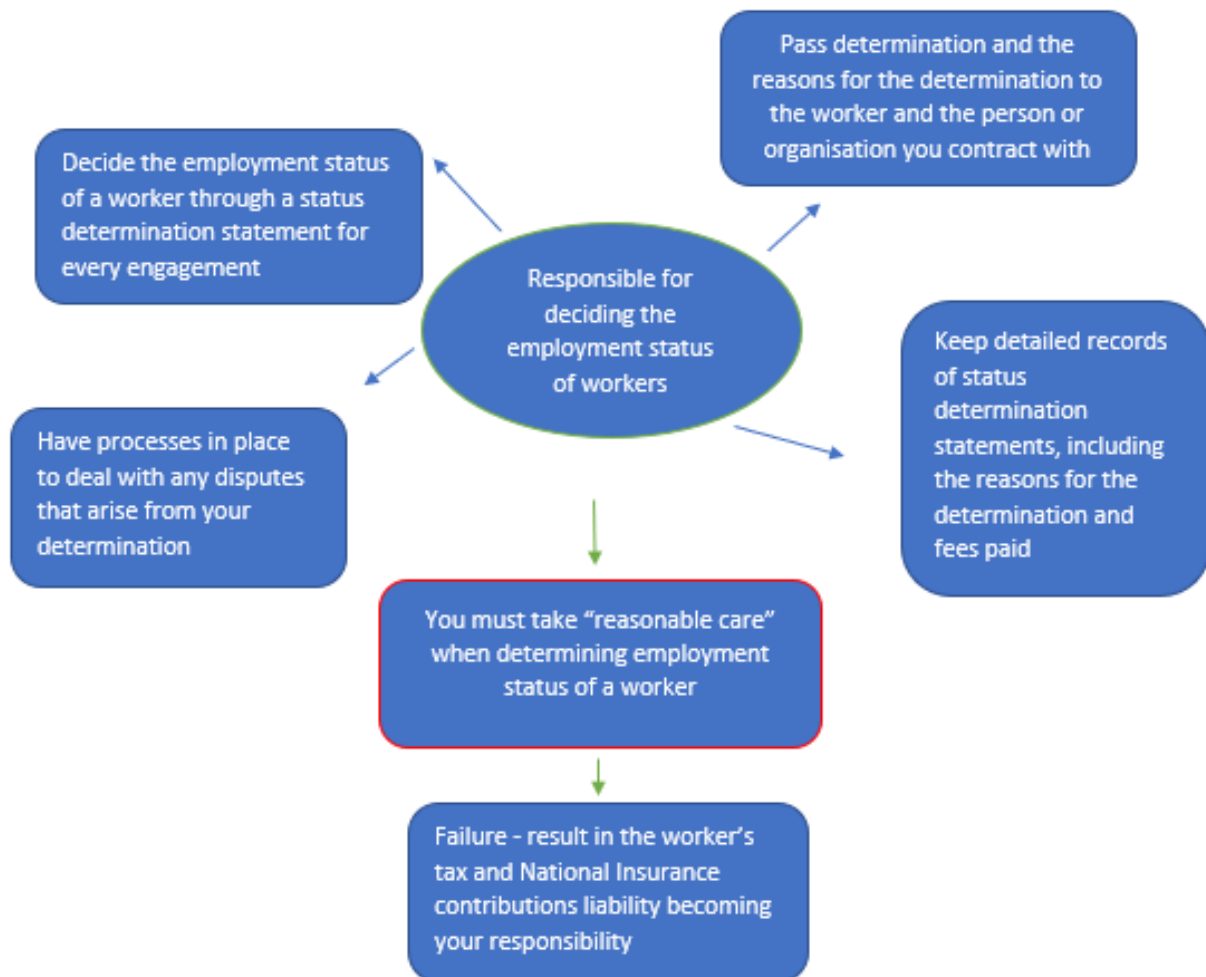 Pass determination and the
reasons for the determination to
the worker and the person or
organisation you contract with
Decide the employment status
of a worker through a status
determination statement for
every engagement
Responsible for
deciding the
employment status
of workers
Keep detailed records
of status
determination
statements, including
the reasons for the
determination and
fees paid
Have processes in place
to deal with any disputes
that arise from your
determination
You must take “reasonable care”
when determining employment
status of a worker
Failure - result in the worker’s
tax and National Insurance
contributions liability becoming
your responsibility